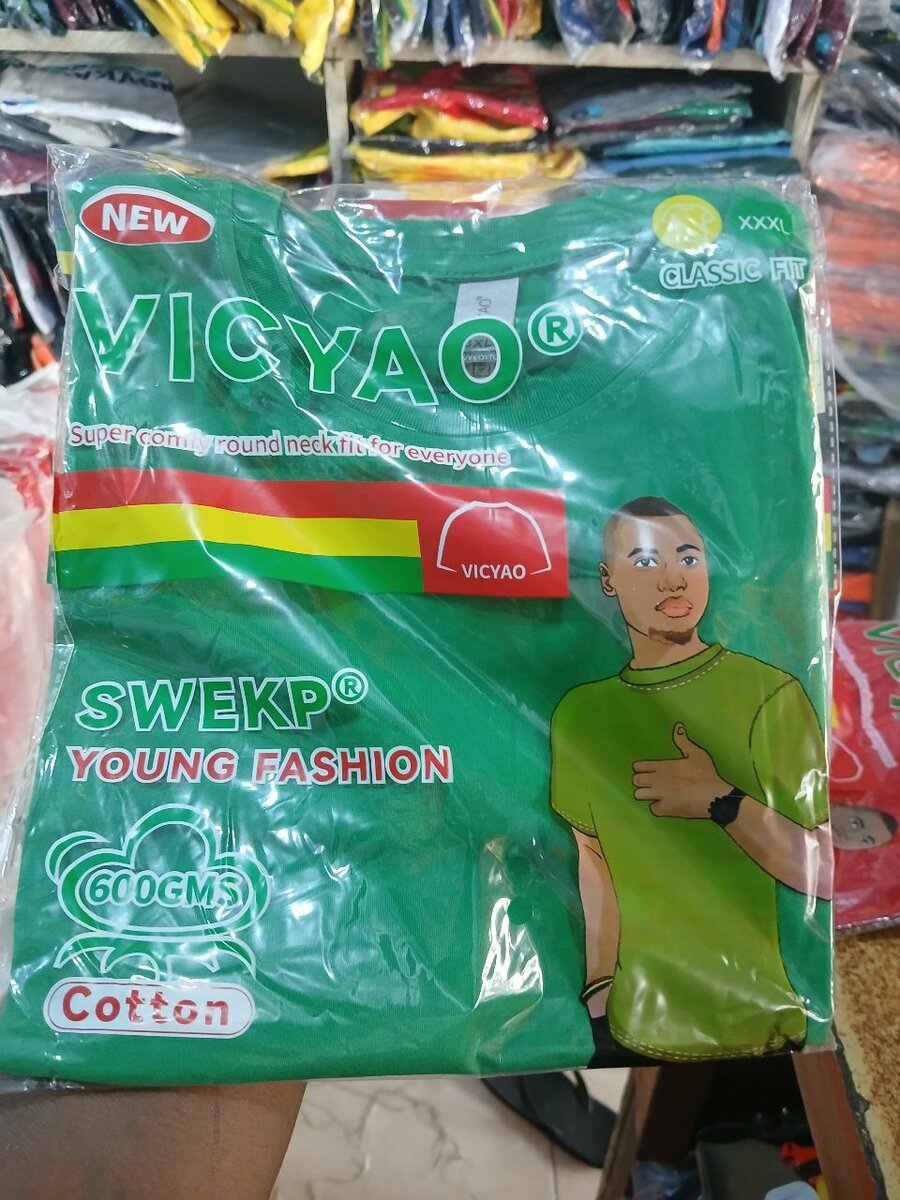 NEW
XXXL
CLASSIC FIT
VICYAO®
Super comfy round neck fit for everyone
VICYAO
SWEKP®
YOUNG FASHION
600GMS
Cotton